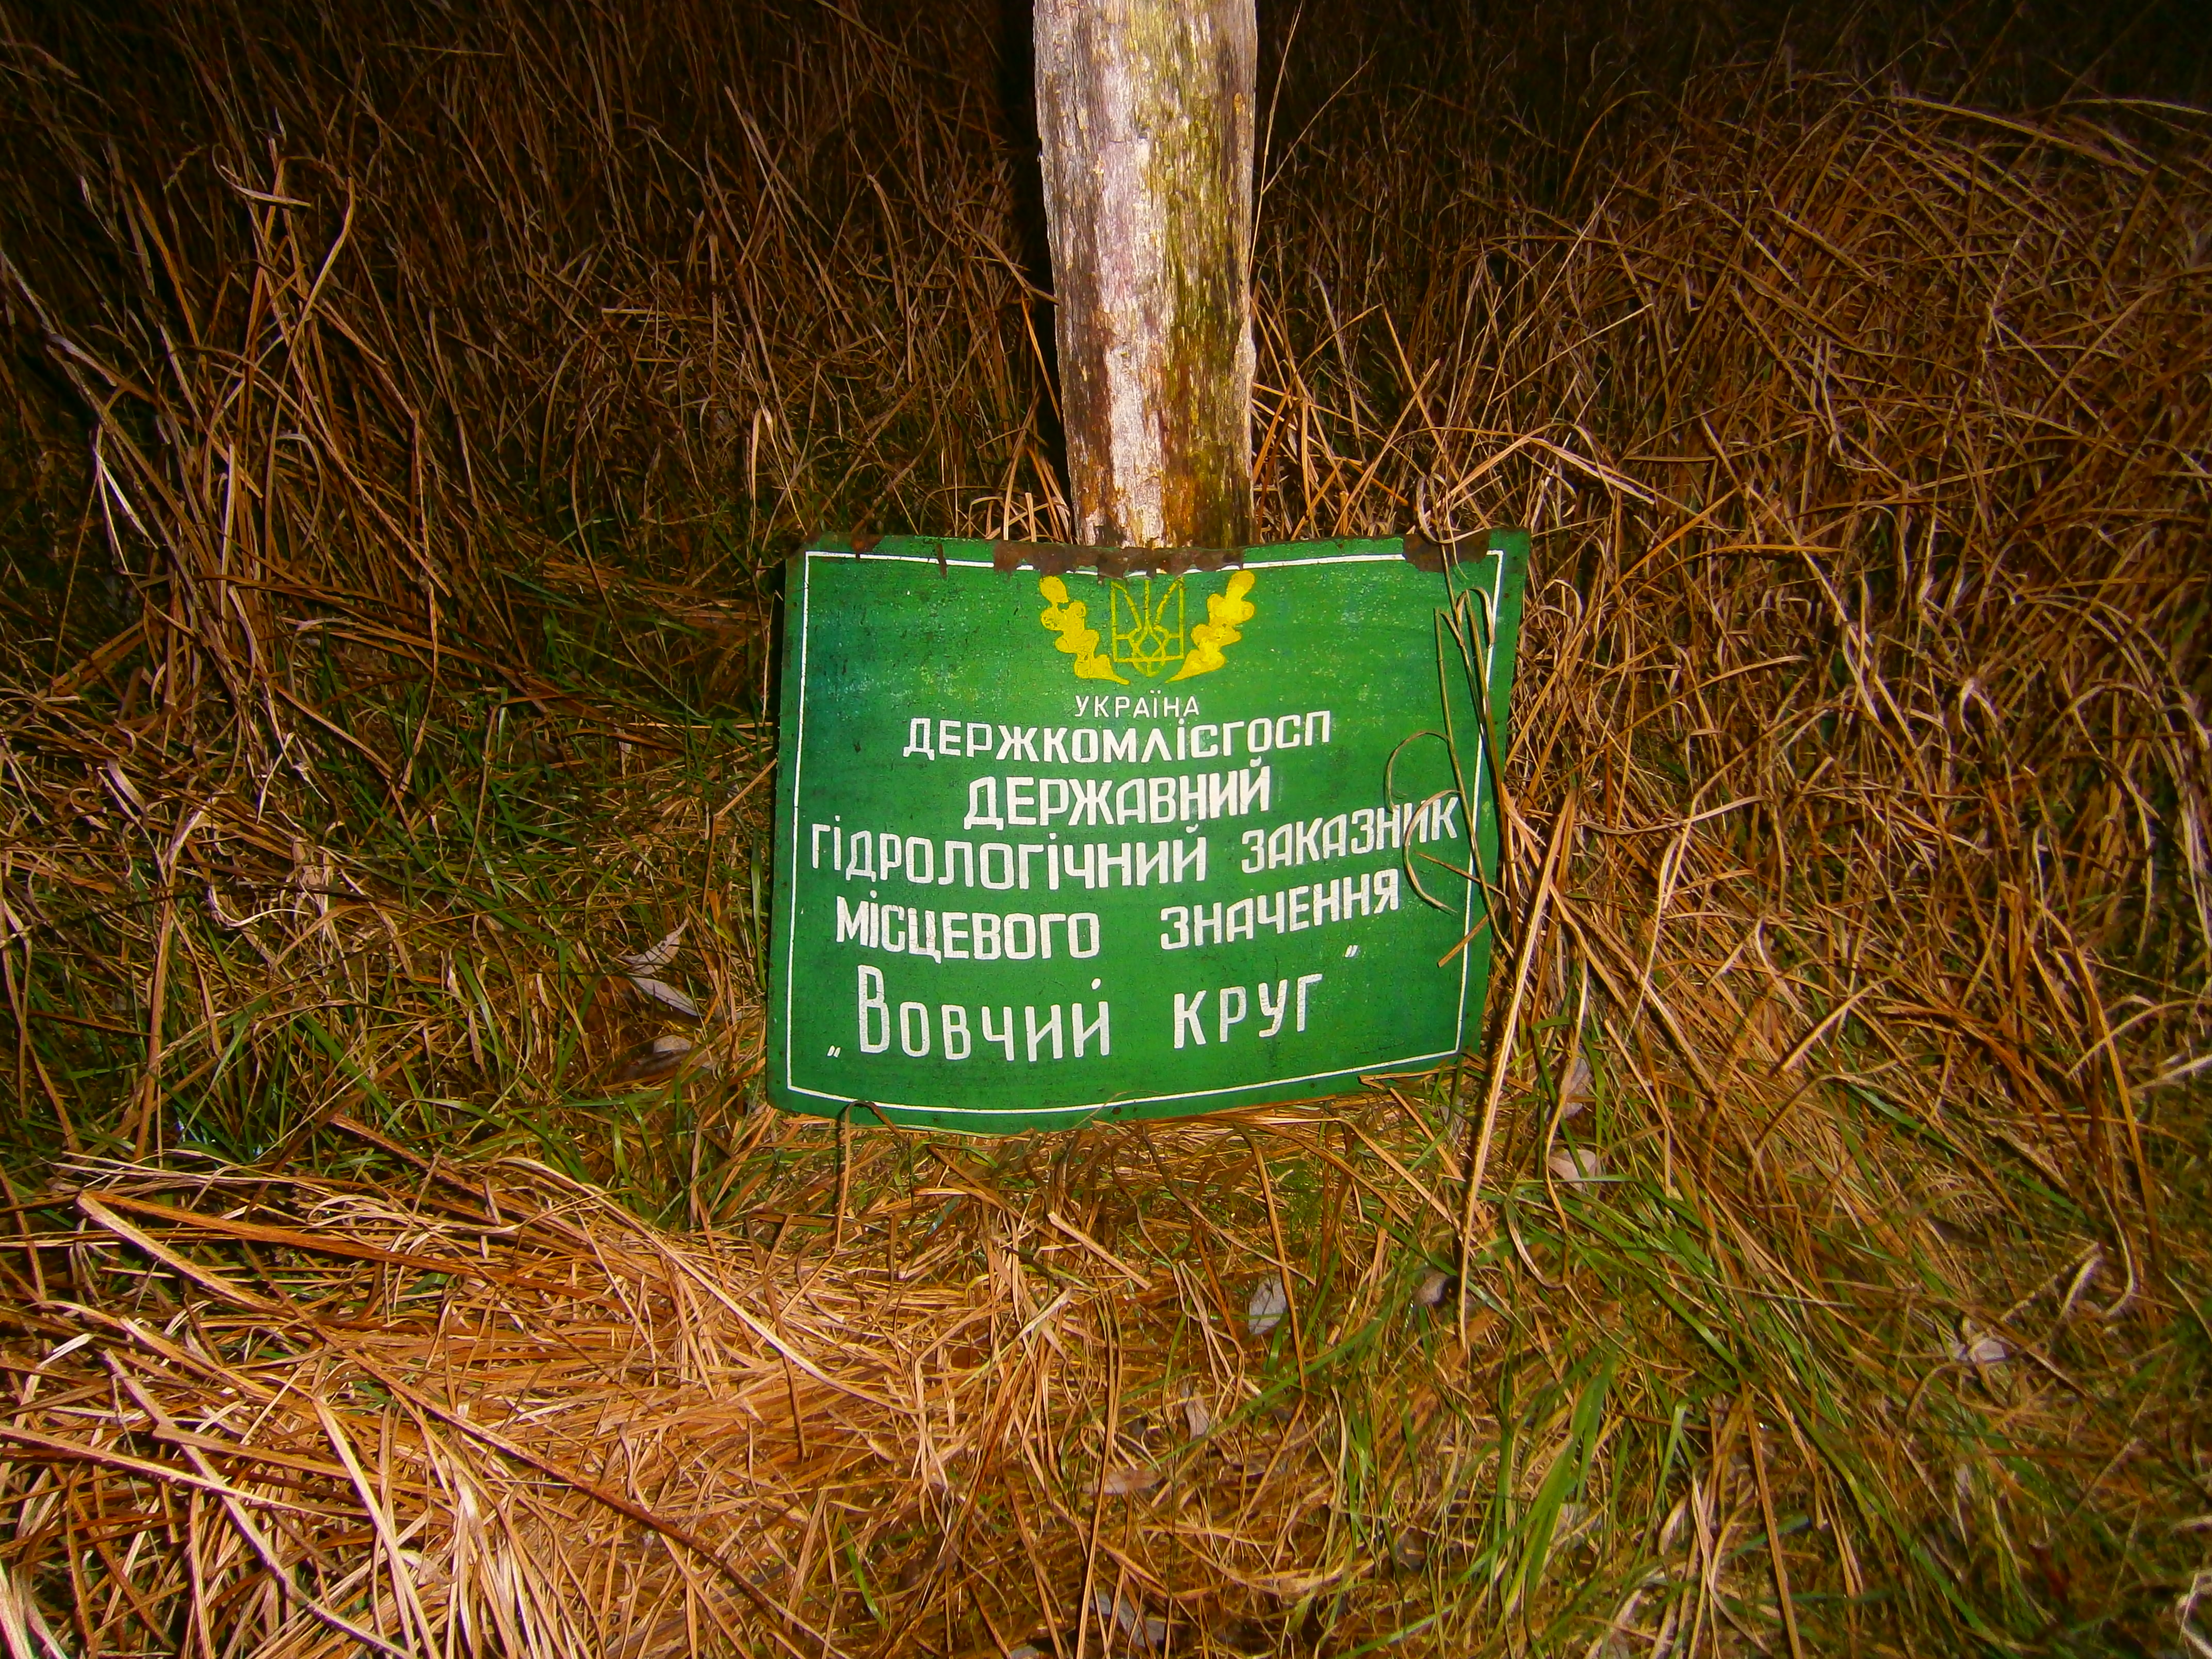 УКРАЇНА
ДЕРЖКОМЛІСГОСП
ДЕРЖАВНИЙ
ГІДРОЛОГІЧНИЙ ЗАКАЗНИК
МІСЦЕВОГО ЗНАЧЕННЯ
„Вовчий круг"